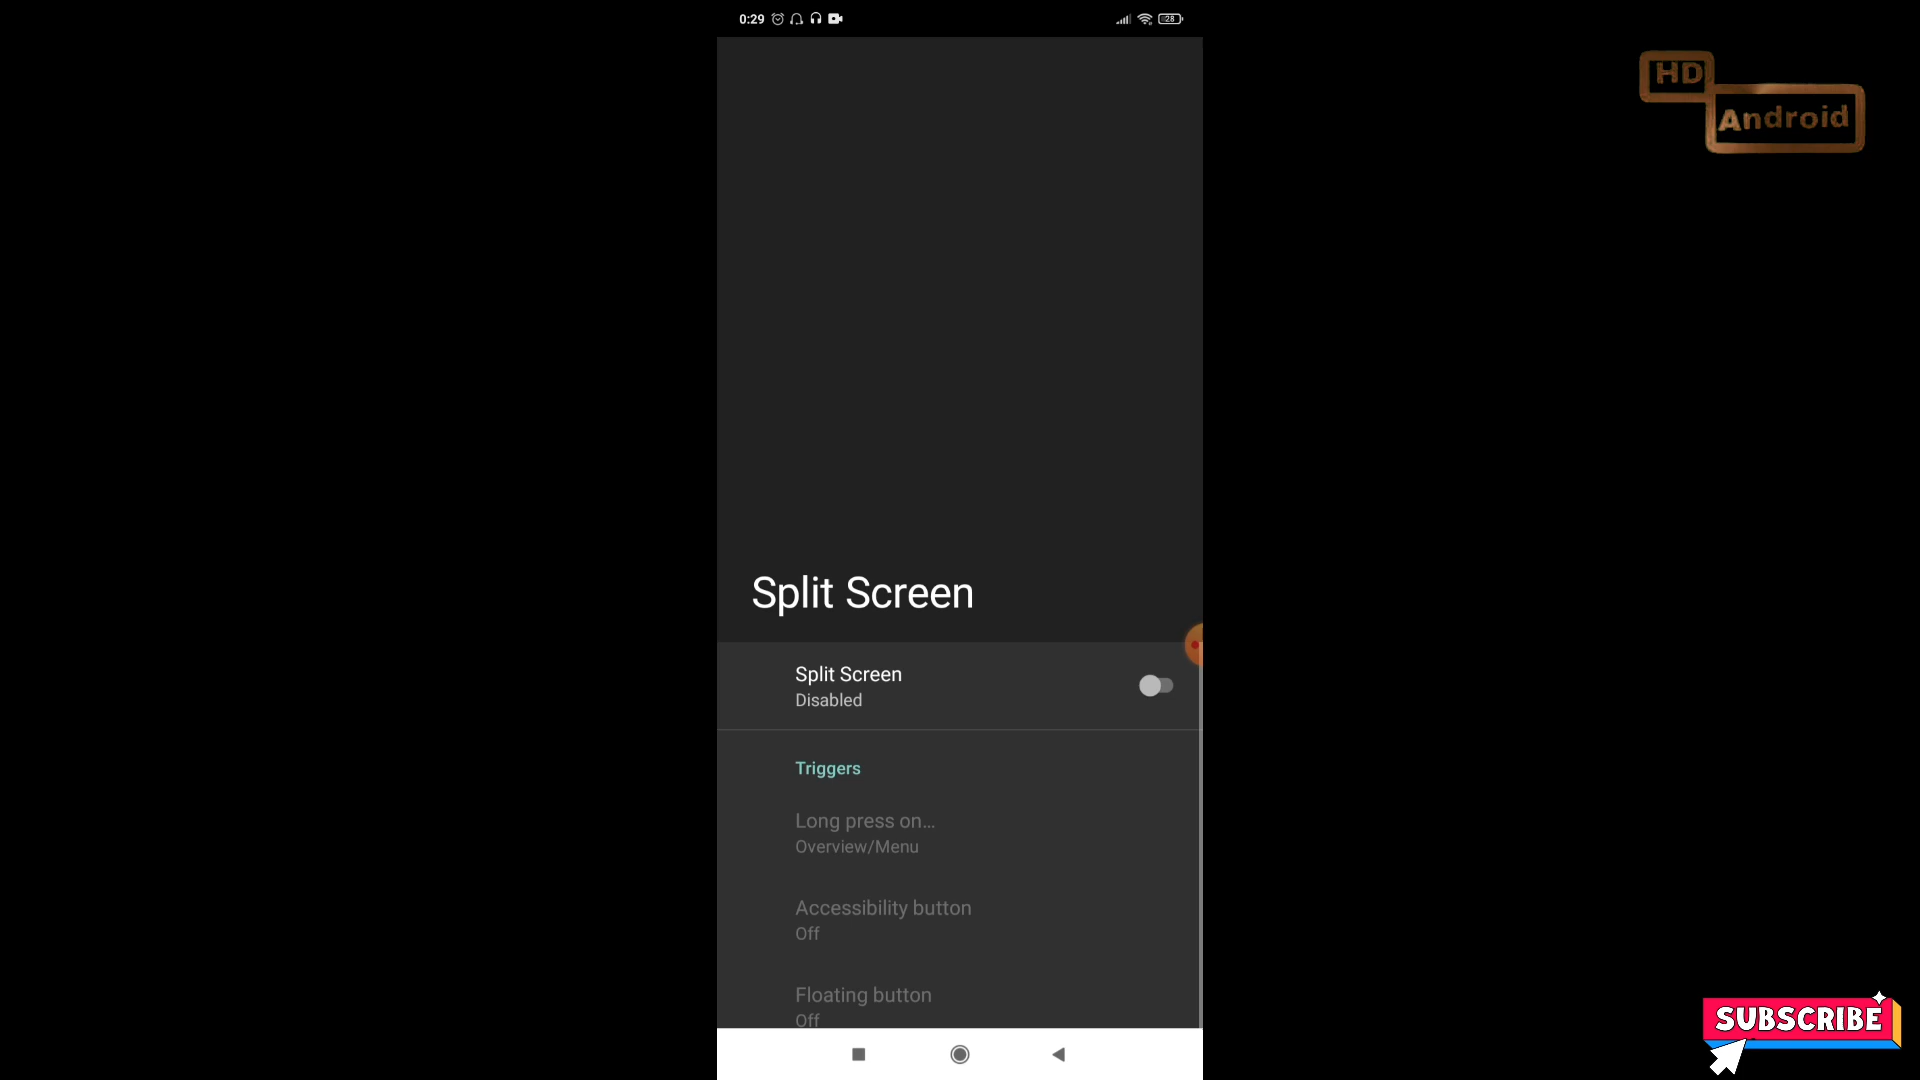 0:29
28
HD
Android
Split Screen
Split Screen
Disabled
Triggers
Long press on…
Overview/Menu
Accessibility button
Off
Floating button
Off
SUBSCRIBE